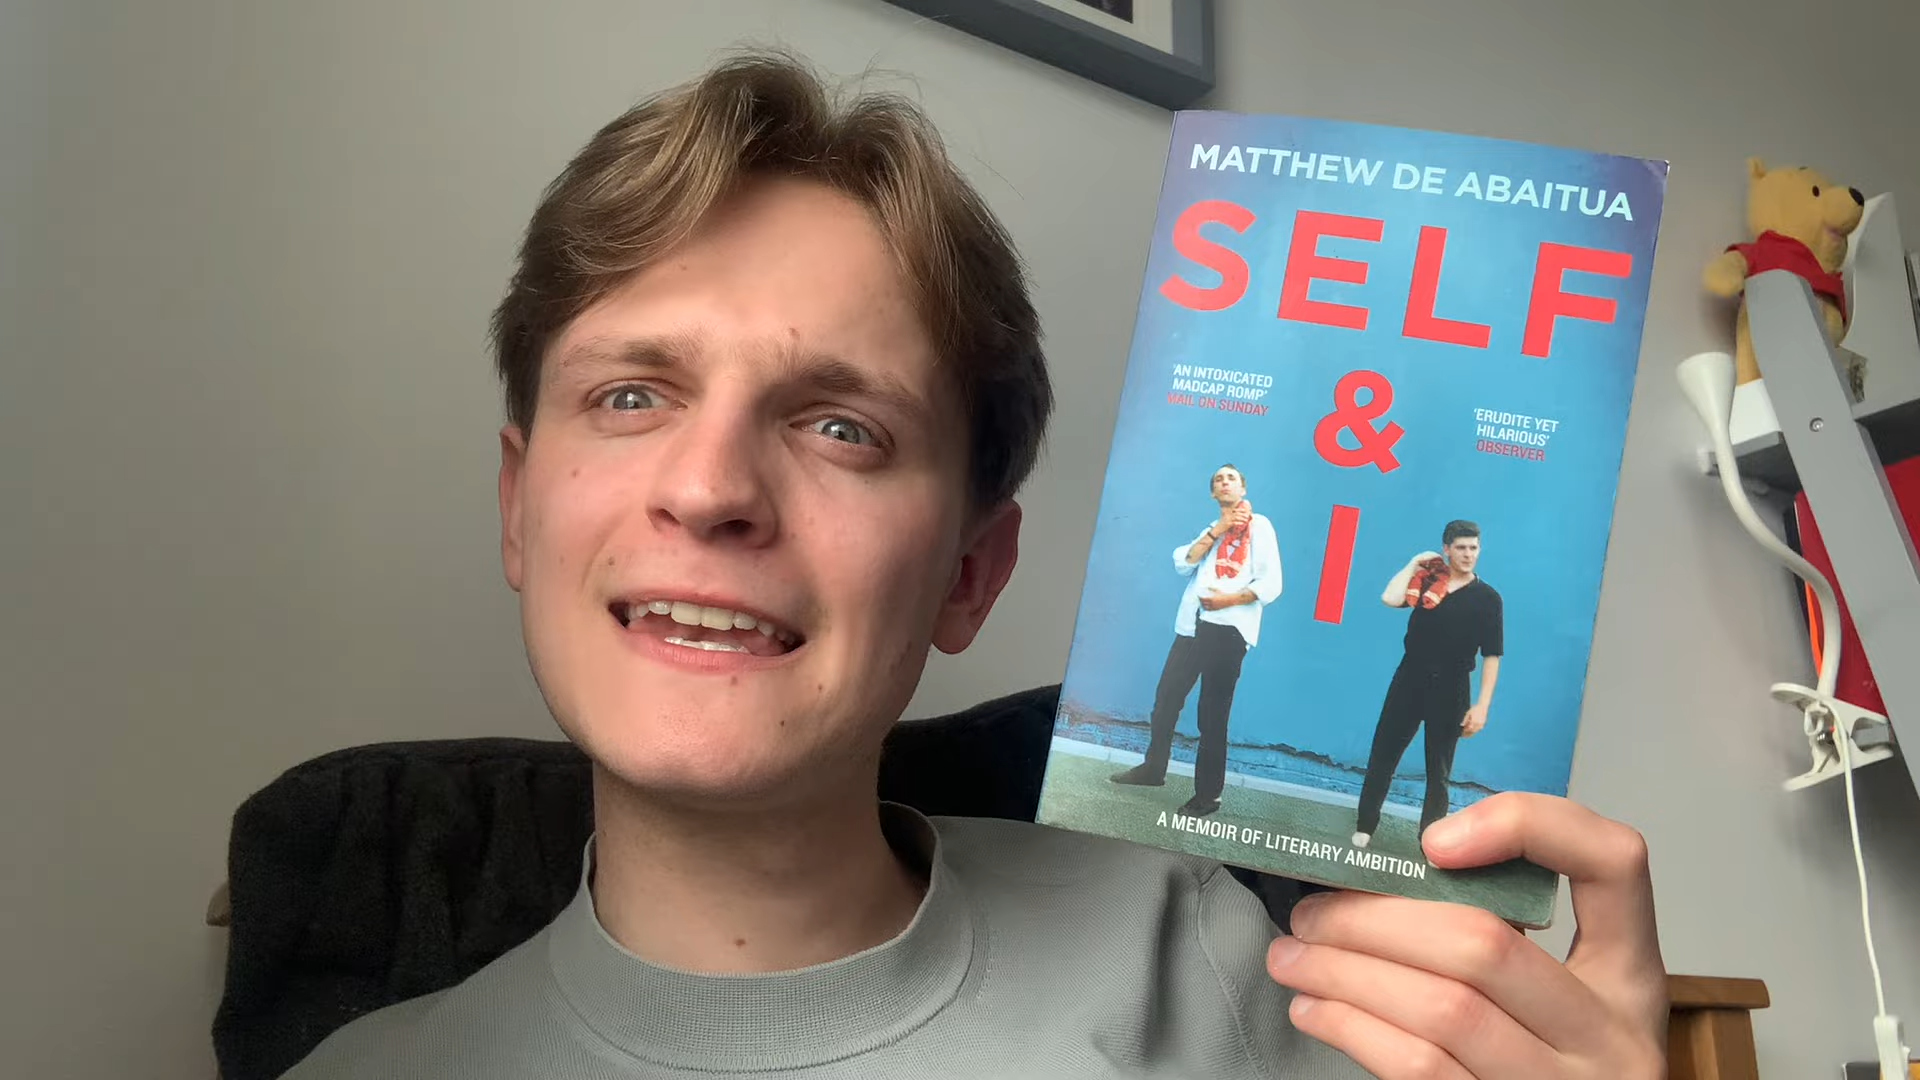 MATTHEW DE ABAITUA
SELF
&
I
'AN INTOXICATED
MADCAP ROMP'
MAIL ON SUNDAY
'ERUDITE YET
HILARIOUS'
OBSERVER
A MEMOIR OF LITERARY AMBITION